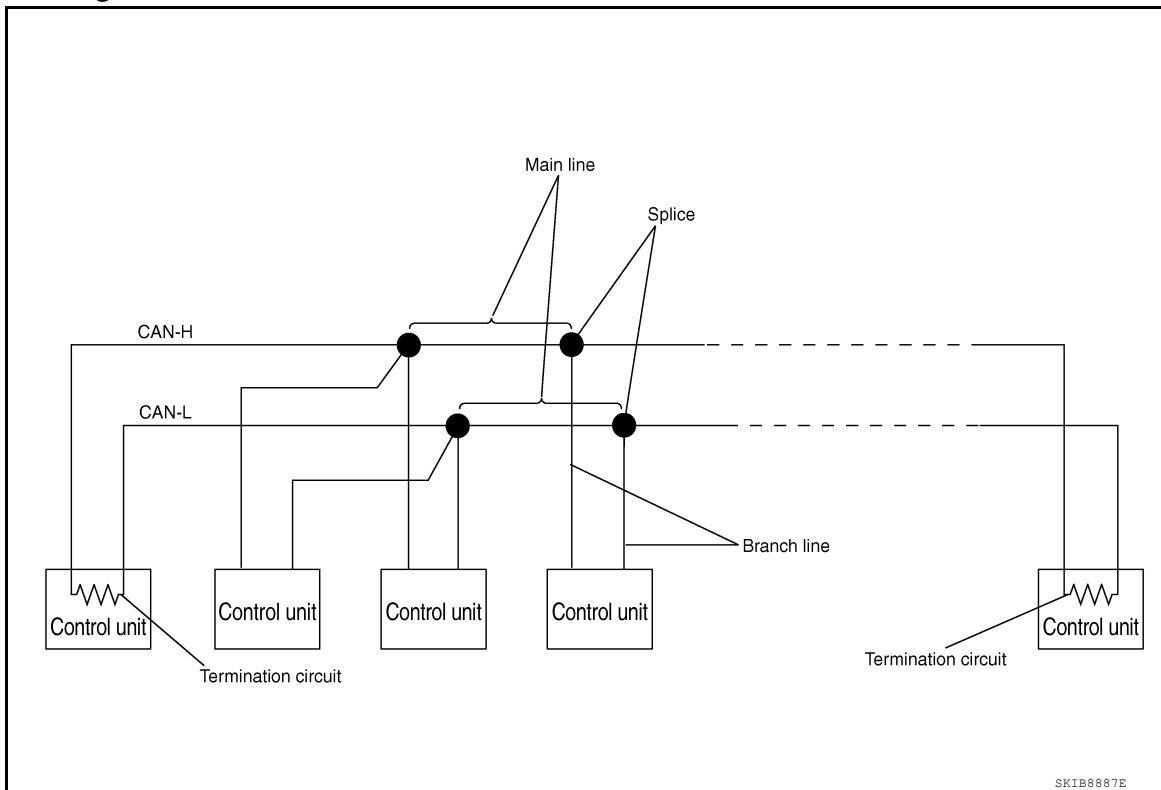 Main line
Splice
CAN-H
CAN-L
Branch line
Control unit
Control unit
Control unit
Control unit
Control unit
Termination circuit
Termination circuit
SKIB8887E